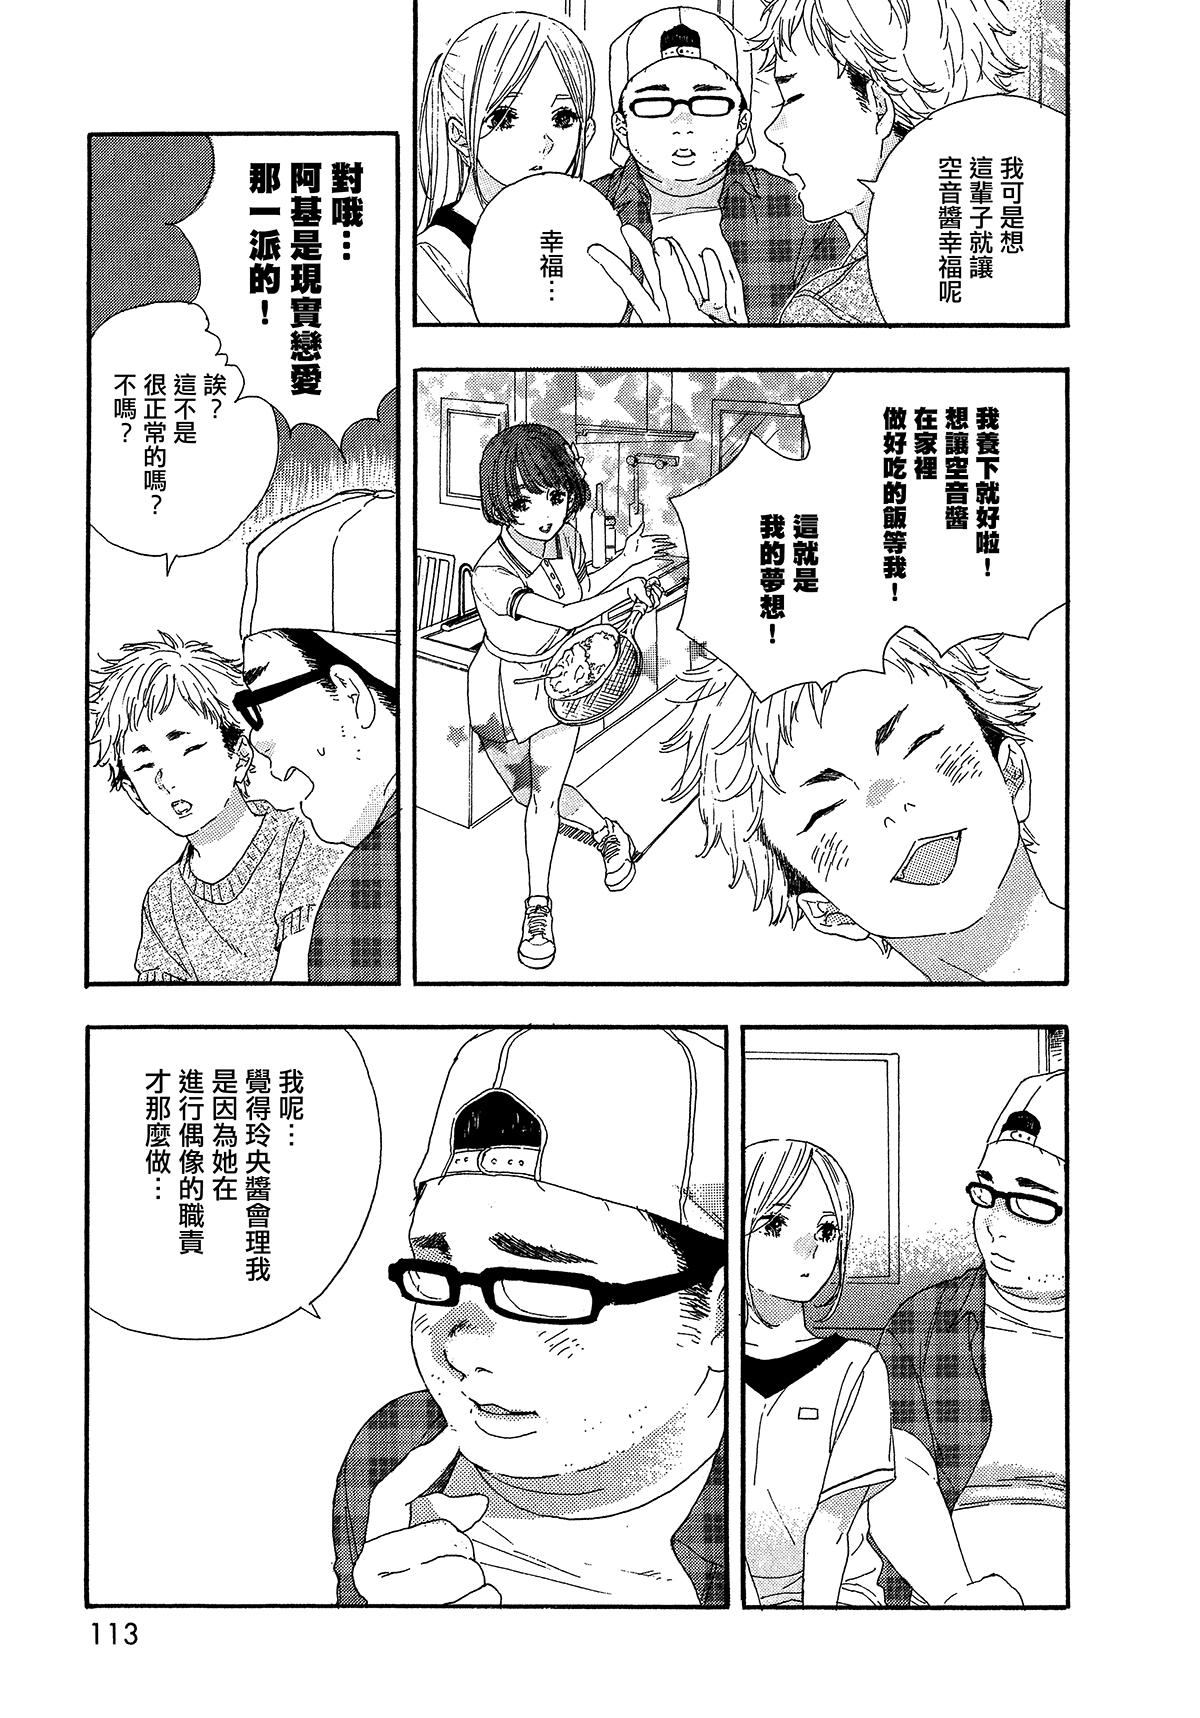 我可是想
這輩子就讓
空音醬幸福呢
幸福…
我養下就好啦！
想讓空音醬
在家裡
做好吃的飯等我！
這就是
我的夢想！
對哦…
阿基是現實戀愛
那一派的！
誒？
這不是
很正常的嗎？
不嗎？
我呢…
覺得玲央醬會理我
是因為她在
進行偶像的職責
才那麼做…
113